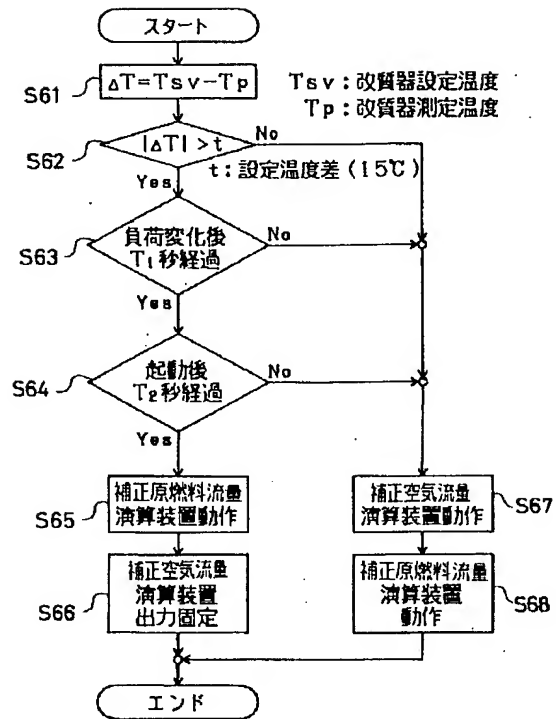 スタート
S61
ΔT=Tsv-Tp
Tsv:改質器設定温度
Tp:改質器測定温度
S62
|ΔT|>t
No
t:設定温度差(15℃)
Yes
S63
負荷変化後
T1秒経過
No
Yes
S64
起動後
T2秒経過
No
Yes
S65
補正原燃料流量
演算装置動作
補正空気流量
演算装置動作
S67
S66
補正空気流量
演算装置
出力固定
補正原燃料流量
演算装置
動作
S68
エンド